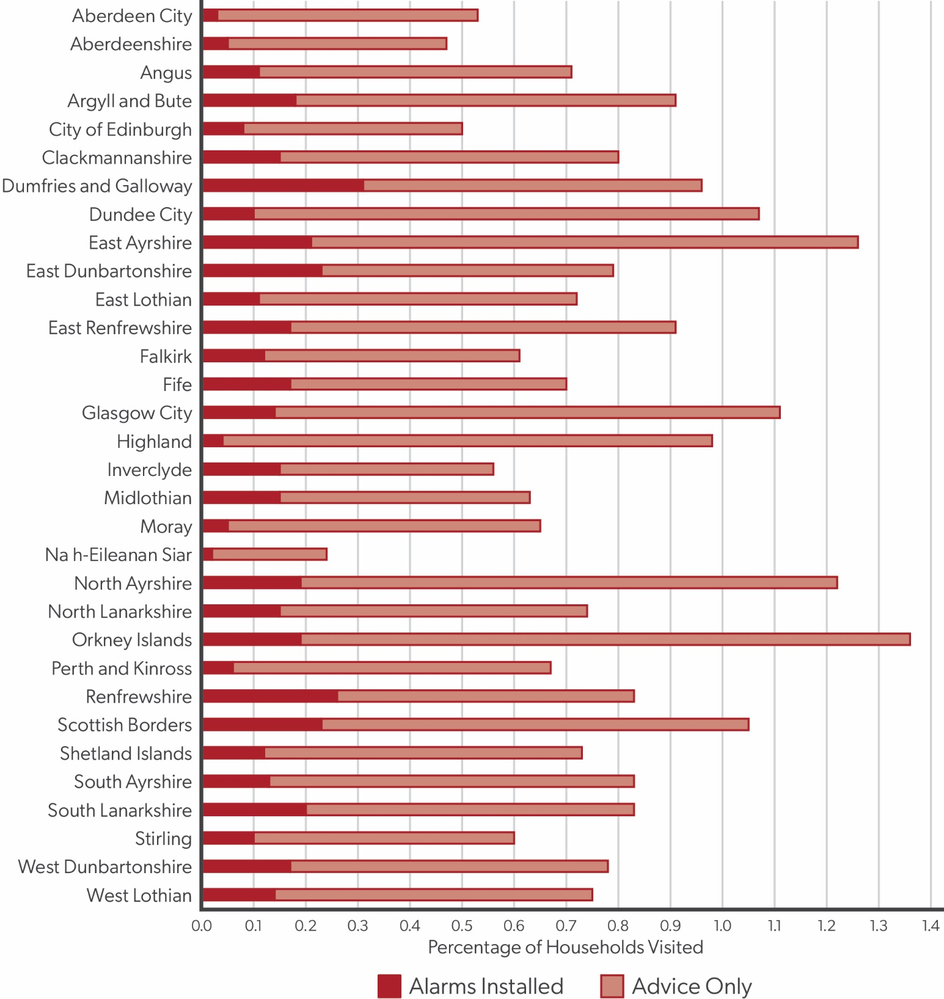 Aberdeen City
Aberdeenshire
Angus
Argyll and Bute
City of Edinburgh
Clackmannanshire
Dumfries and Galloway
Dundee City
East Ayrshire
East Dunbartonshire
East Lothian
East Renfrewshire
Falkirk
Fife
Glasgow City
Highland
Inverclyde
Midlothian
Moray
Na h-Eileanan Siar
North Ayrshire
North Lanarkshire
Orkney Islands
Perth and Kinross
Renfrewshire
Scottish Borders
Shetland Islands
South Ayrshire
South Lanarkshire
Stirling
West Dunbartonshire
West Lothian
0.0 0.1 0.2 0.3 0.4 0.5 0.6 0.7 0.8 0.9 1.0 1.1 1.2 1.3 1.4
Percentage of Households Visited
Alarms Installed Advice Only